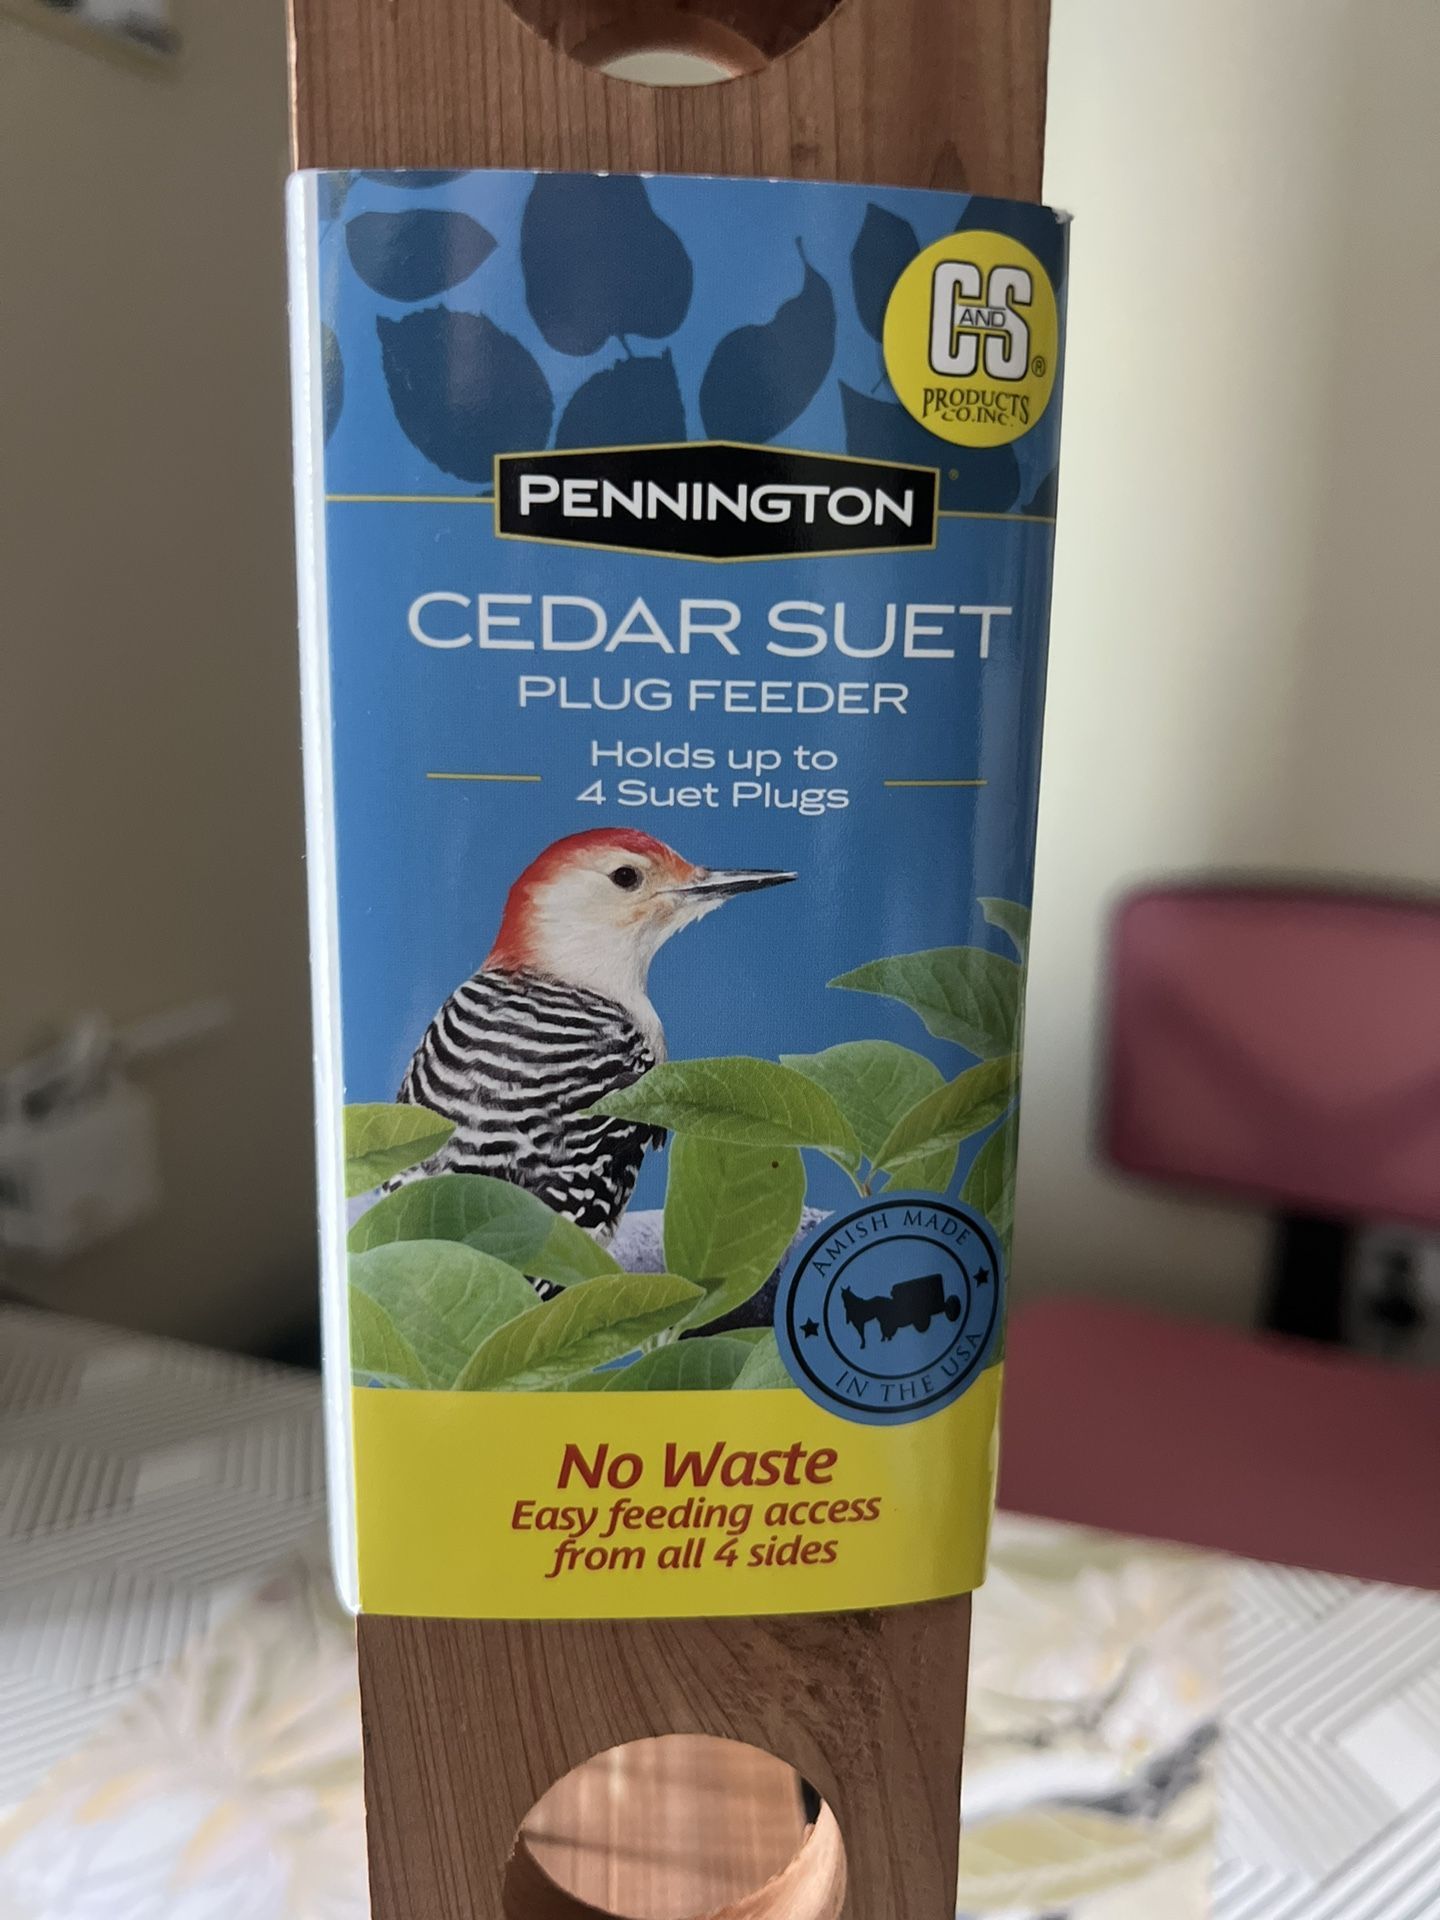 C AND S®
PRODUCTS
CO.INC.
PENNINGTON®
CEDAR SUET
PLUG FEEDER
Holds up to
4 Suet Plugs
AMISH MADE
IN THE USA
No Waste
Easy feeding access
from all 4 sides